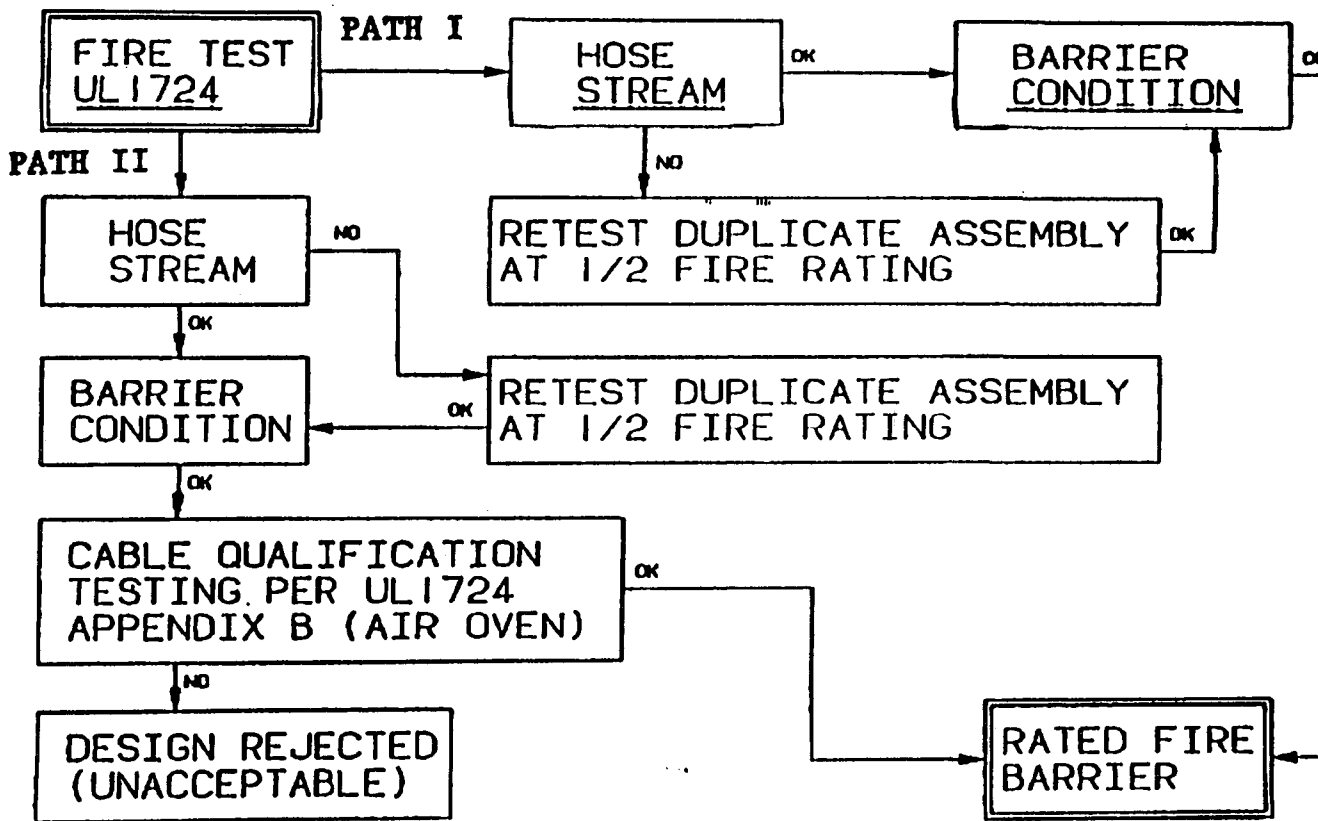 PATH I
FIRE TEST
UL1724
HOSE
STREAM
OK
BARRIER
CONDITION
PATH II
NO
HOSE
STREAM
NO
RETEST DUPLICATE ASSEMBLY
AT 1/2 FIRE RATING
OK
OK
BARRIER
CONDITION
OK
RETEST DUPLICATE ASSEMBLY
AT 1/2 FIRE RATING
OK
CABLE QUALIFICATION
TESTING PER UL1724
APPENDIX B (AIR OVEN)
OK
NO
DESIGN REJECTED
(UNACCEPTABLE)
RATED FIRE
BARRIER